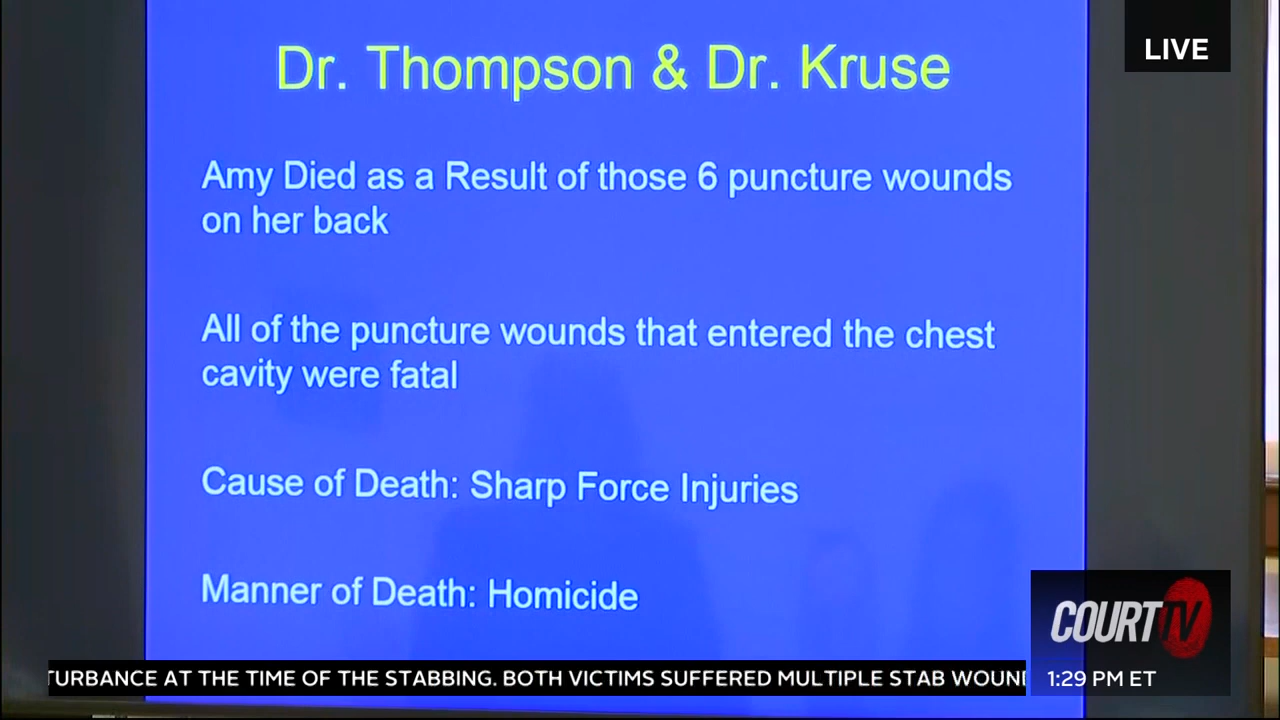 LIVE
Dr. Thompson & Dr. Kruse
Amy Died as a Result of those 6 puncture wounds
on her back
All of the puncture wounds that entered the chest
cavity were fatal
Cause of Death: Sharp Force Injuries
Manner of Death: Homicide
COURT TV
AT THE TIME OF THE STABBING. BOTH VICTIMS SUFFERED MULTIPLE STAB
1:29 PM ET